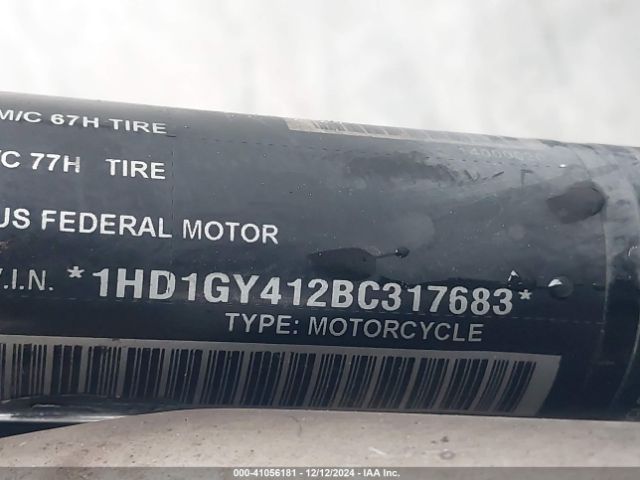 M/C 67H TIRE
/C 77H TIRE
US FEDERAL MOTOR
V.I.N. *1HD1GY412BC317683*
TYPE: MOTORCYCLE
000-41056181 - 12/12/2024 - IAA Inc.